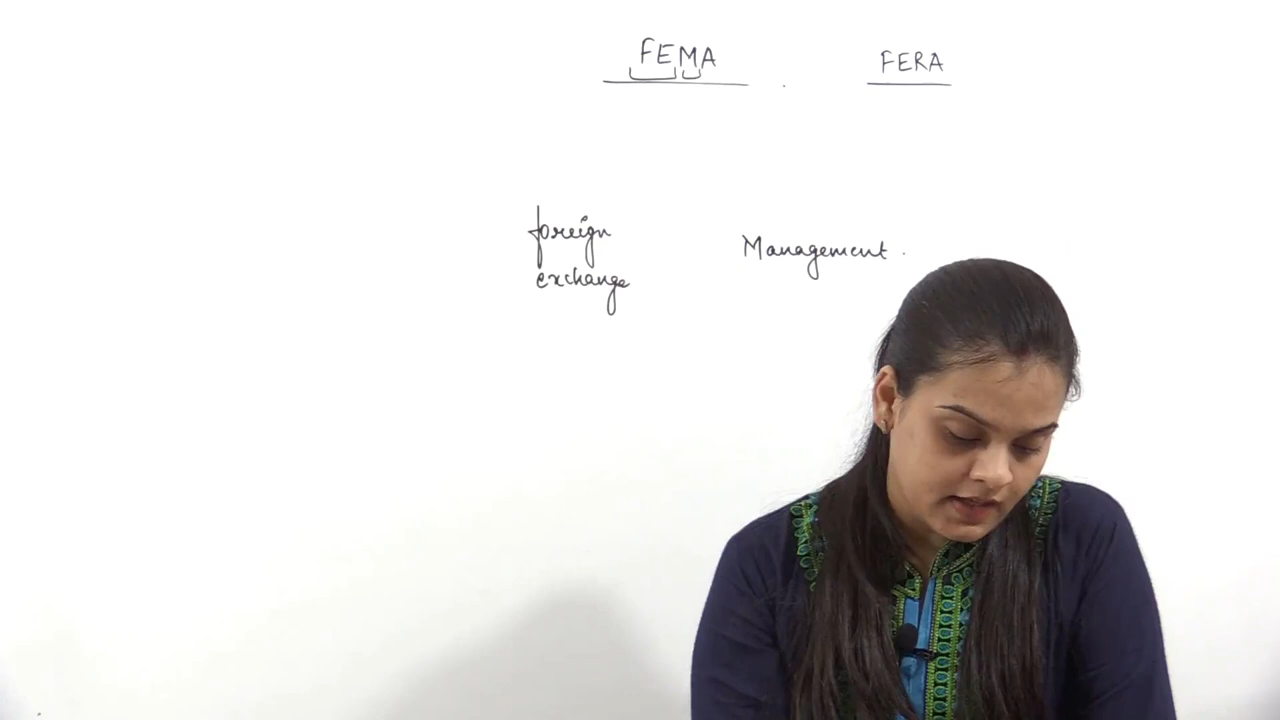 FEMA . FERA
foreign
exchange
Management .